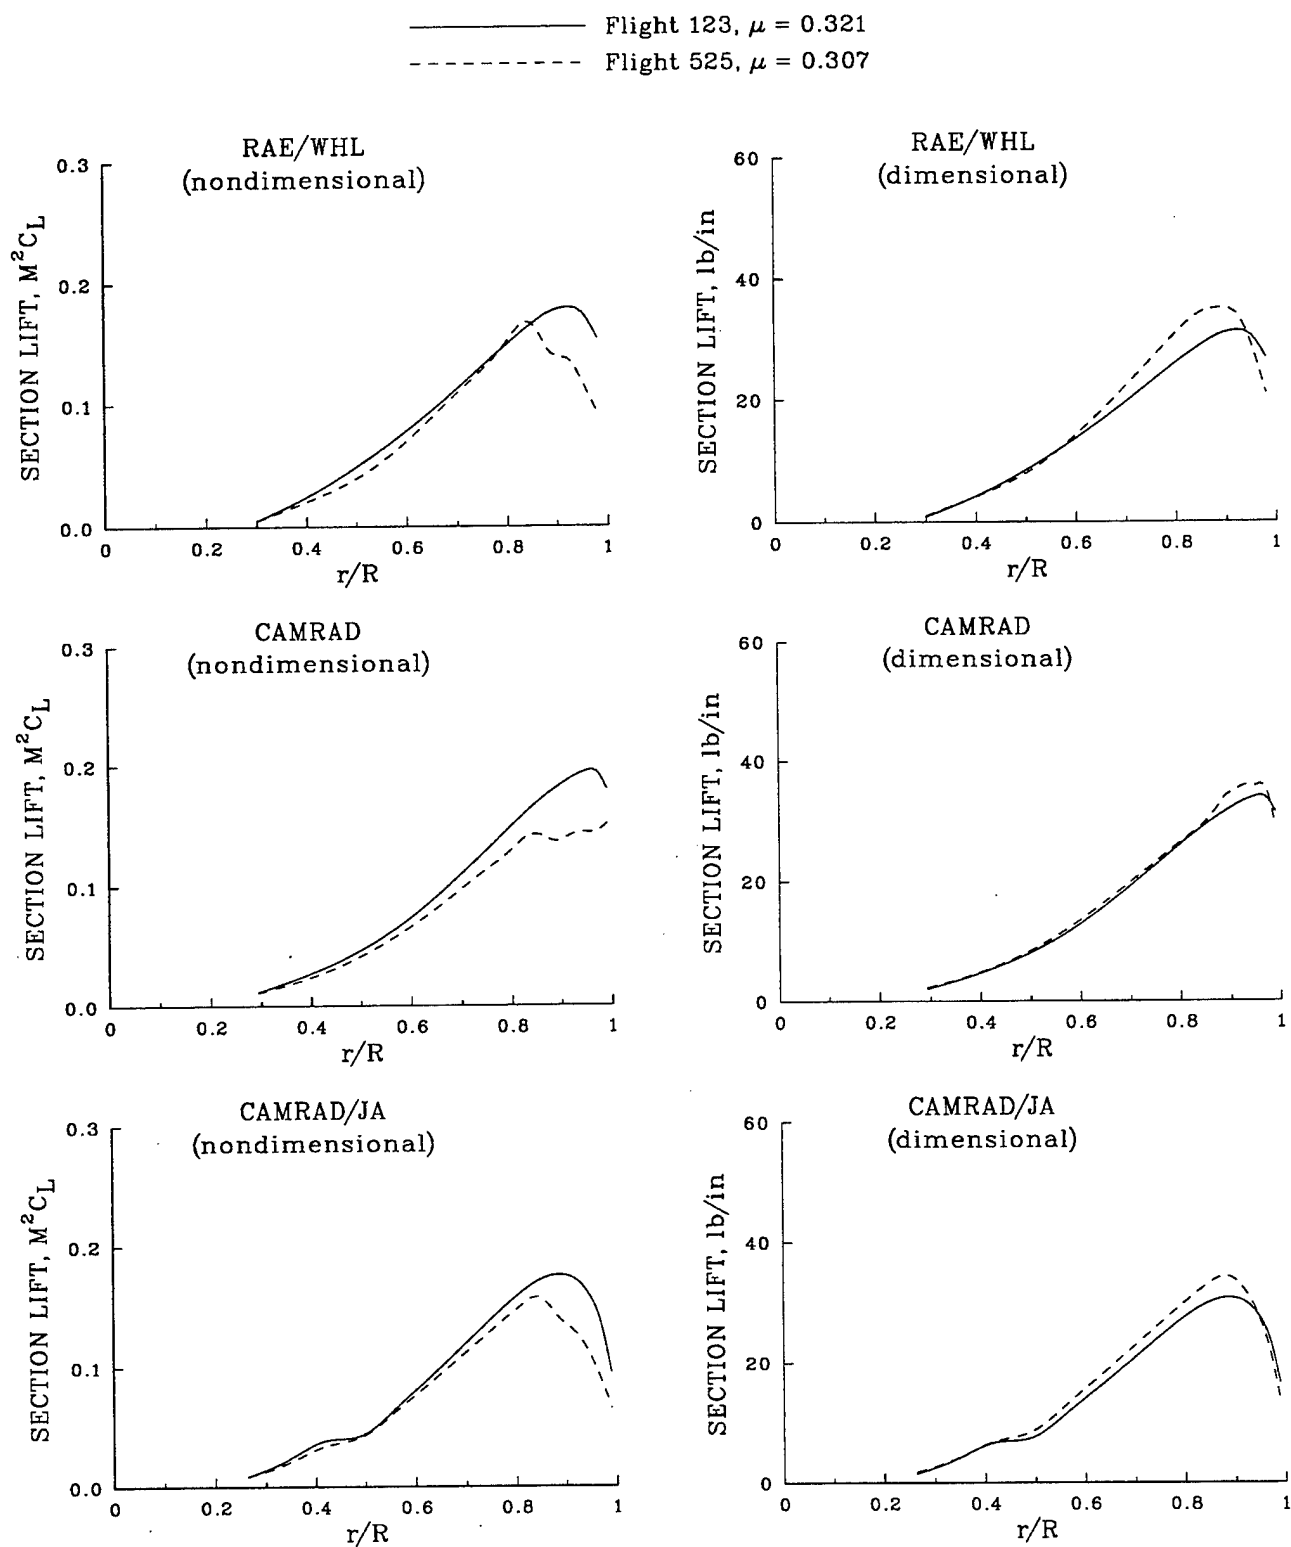 Flight 123, μ = 0.321
Flight 525, μ = 0.307
RAE/WHL
(nondimensional)
SECTION LIFT, M²C_L
0.3
0.2
0.1
0.0
0 0.2 0.4 0.6 0.8 1
r/R
RAE/WHL
(dimensional)
SECTION LIFT, lb/in
60
40
20
0
0 0.2 0.4 0.6 0.8 1
r/R
CAMRAD
(nondimensional)
SECTION LIFT, M²C_L
0.3
0.2
0.1
0.0
0 0.2 0.4 0.6 0.8 1
r/R
CAMRAD
(dimensional)
SECTION LIFT, lb/in
60
40
20
0
0 0.2 0.4 0.6 0.8 1
r/R
CAMRAD/JA
(nondimensional)
SECTION LIFT, M²C_L
0.3
0.2
0.1
0.0
0 0.2 0.4 0.6 0.8 1
r/R
CAMRAD/JA
(dimensional)
SECTION LIFT, lb/in
60
40
20
0
0 0.2 0.4 0.6 0.8 1
r/R